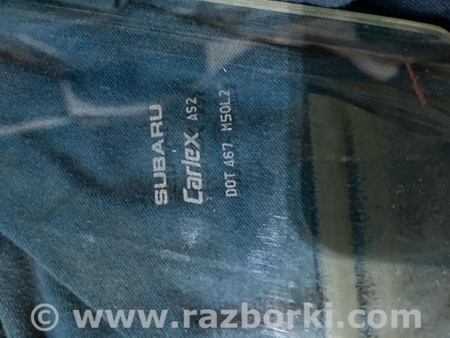 SUBARU
Carlex AS2
DOT 467 M50L2
© www.razborki.com